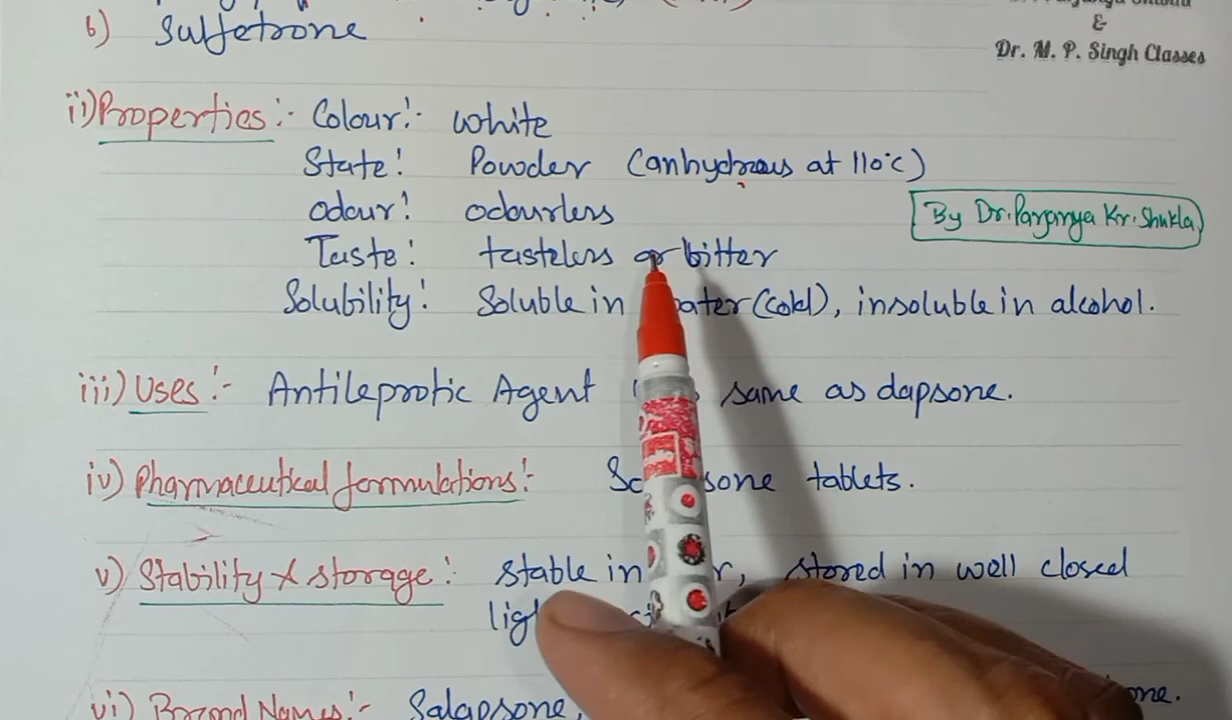 &
b) Sulfetrone
Dr. M. P. Singh Classes
ii) Properties :- Colour :- white
State : Powder (anhydrous at 110°C)
Odour : odourless
By Dr. Parjanya Kr. Shukla
Taste : tasteless or bitter
Solubility : Soluble in water (cold), insoluble in alcohol.
iii) Uses :- Antileprotic Agent same as dapsone.
iv) Pharmaceutical formulations :- tablets.
v) Stability & storage : stable in stored in well closed
vi) Brand Names :- Salapsone,